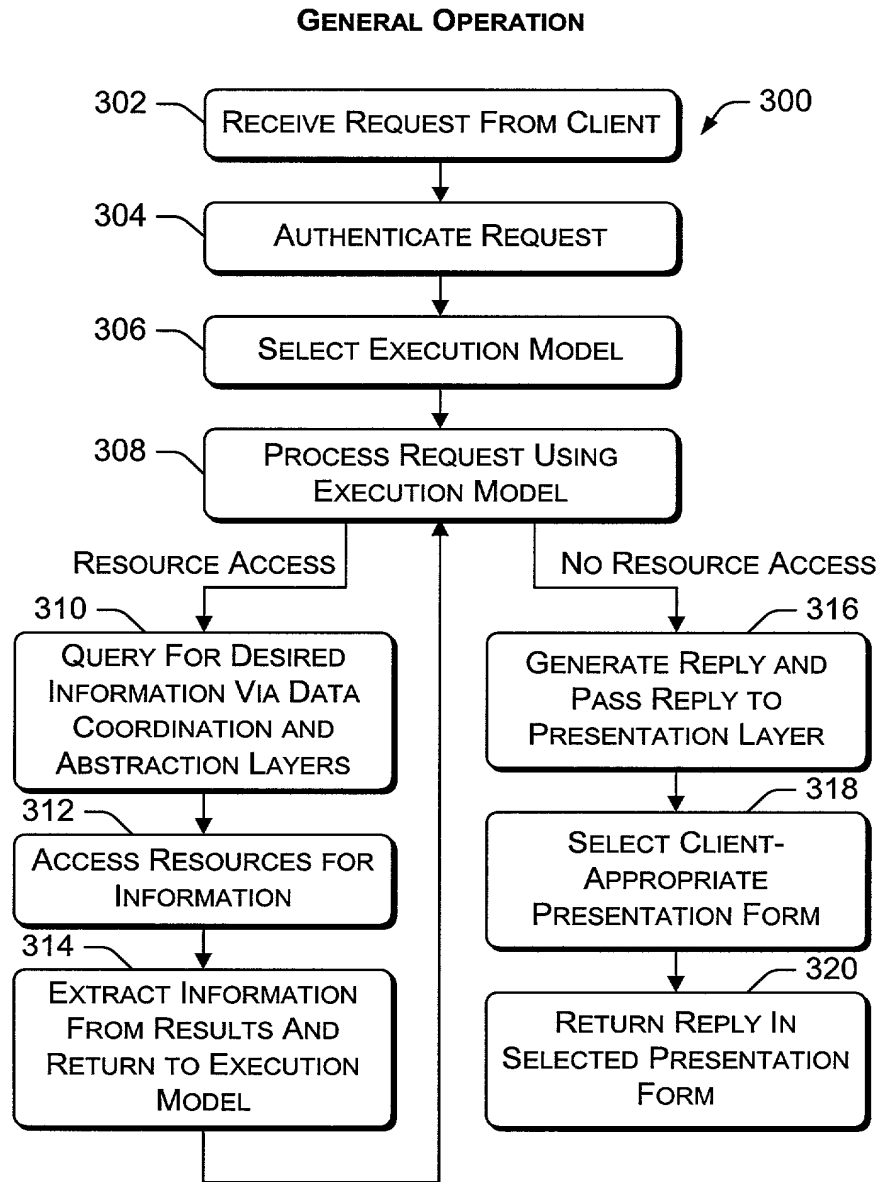 GENERAL OPERATION
302
RECEIVE REQUEST FROM CLIENT
300
304
AUTHENTICATE REQUEST
306
SELECT EXECUTION MODEL
308
PROCESS REQUEST USING
EXECUTION MODEL
RESOURCE ACCESS
NO RESOURCE ACCESS
310
QUERY FOR DESIRED
INFORMATION VIA DATA
COORDINATION AND
ABSTRACTION LAYERS
312
ACCESS RESOURCES FOR
INFORMATION
314
EXTRACT INFORMATION
FROM RESULTS AND
RETURN TO EXECUTION
MODEL
316
GENERATE REPLY AND
PASS REPLY TO
PRESENTATION LAYER
318
SELECT CLIENT-
APPROPRIATE
PRESENTATION FORM
320
RETURN REPLY IN
SELECTED PRESENTATION
FORM